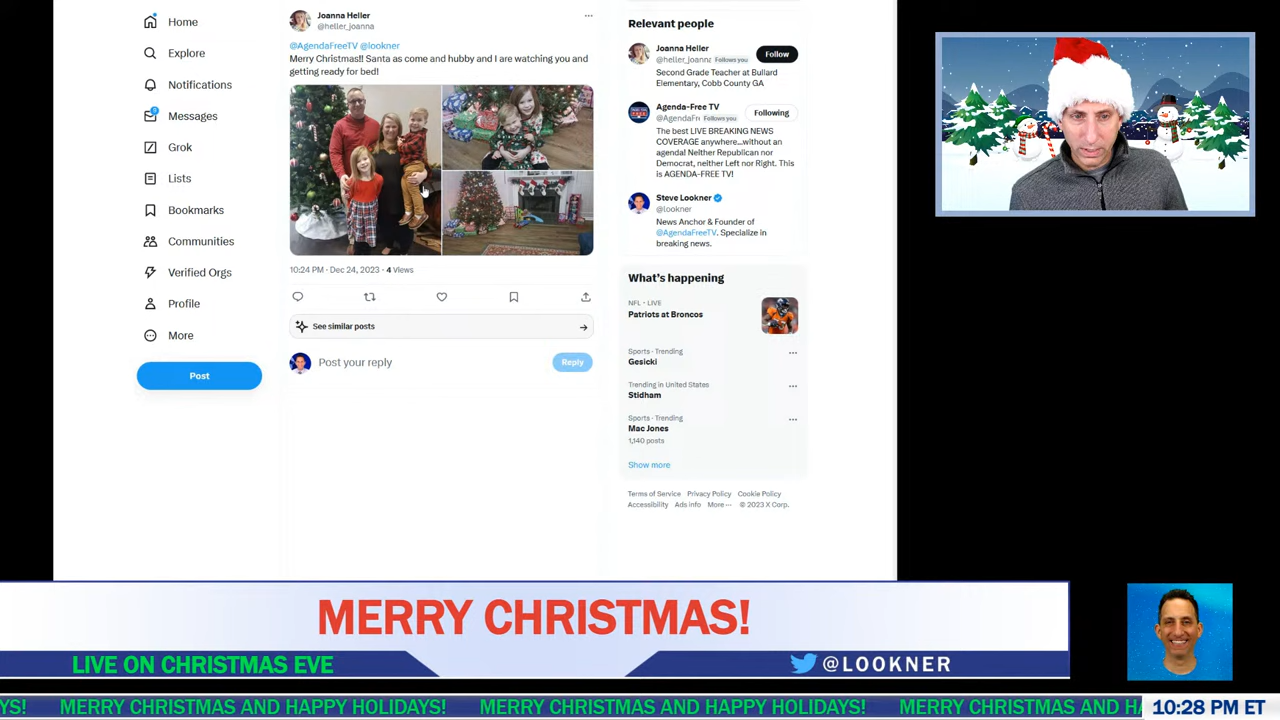 Home
Explore
Notifications
Messages
Grok
Lists
Bookmarks
Communities
Verified Orgs
Profile
More
Post
Joanna Heller
@heller_joanna
@AgendaFreeTV @lookner
Merry Christmas!! Santa as come and hubby and I are watching you and
getting ready for bed!
10:24 PM · Dec 24, 2023 · 4 Views
See similar posts
Post your reply
Reply
Relevant people
Joanna Heller
@heller_joanna Follows you
Follow
Second Grade Teacher at Bullard
Elementary, Cobb County GA
Agenda-Free TV
@AgendaFr Follows you
Following
The best LIVE BREAKING NEWS
COVERAGE anywhere...without an
agenda! Neither Republican nor
Democrat, neither Left nor Right. This
is AGENDA-FREE TV!
Steve Lookner
@lookner
News Anchor & Founder of
@AgendaFreeTV. Specialize in
breaking news.
What's happening
NFL · LIVE
Patriots at Broncos
Sports · Trending
Gesicki
Trending in United States
Stidham
Sports · Trending
Mac Jones
1,140 posts
Show more
Terms of Service Privacy Policy Cookie Policy
Accessibility Ads info More ··· © 2023 X Corp.
MERRY CHRISTMAS!
LIVE ON CHRISTMAS EVE
@LOOKNER
YS! MERRY CHRISTMAS AND HAPPY HOLIDAYS! MERRY CHRISTMAS AND HAPPY HOLIDAYS! MERRY CHRISTMAS AND HA
10:28 PM ET